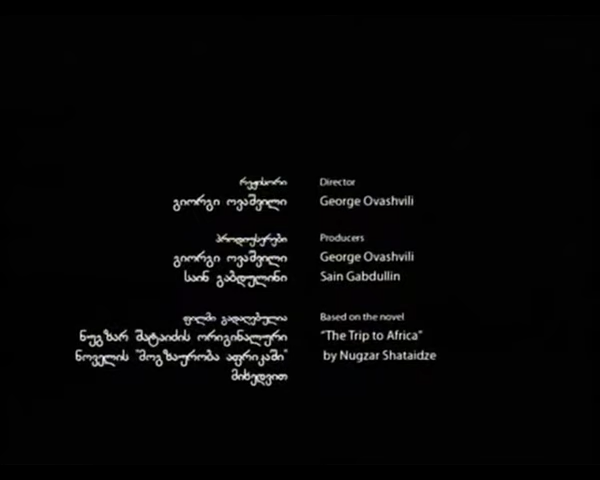 რეჟისორი Director
გიორგი ოვაშვილი George Ovashvili
პროდიუსერები Producers
გიორგი ოვაშვილი George Ovashvili
საინ გაბდულინი Sain Gabdullin
ფილმი გადაღებულია Based on the novel
ნუგზარ შატაიძის ორიგინალური "The Trip to Africa"
ნოველის "მოგზაურობა აფრიკაში" by Nugzar Shataidze
მიხედვით